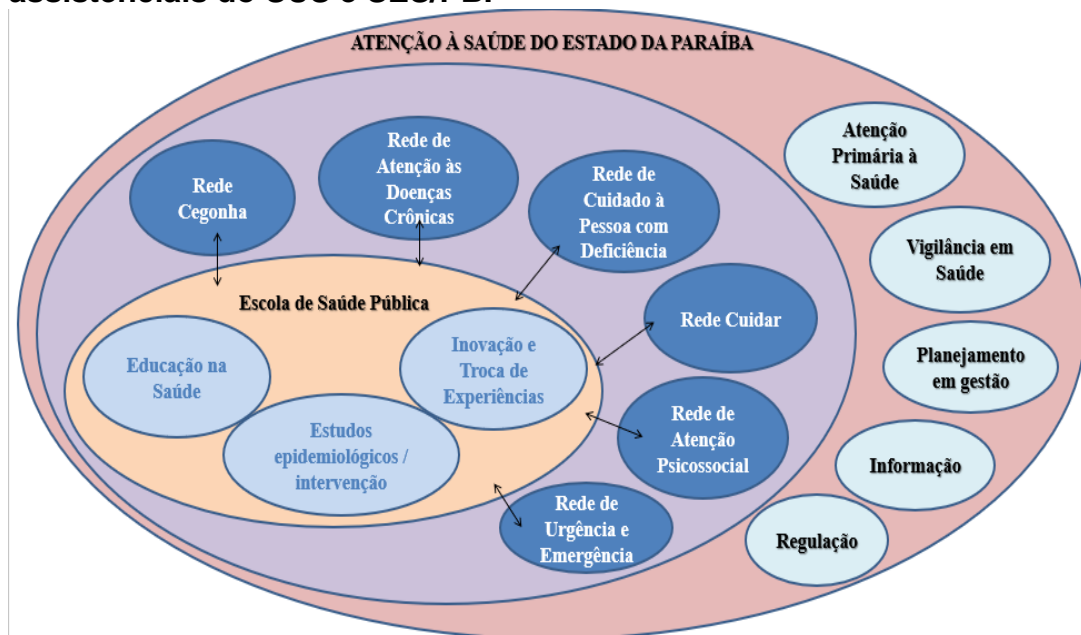 ATENÇÃO À SAÚDE DO ESTADO DA PARAÍBA
Rede
Cegonha
Rede de
Atenção às
Doenças
Crônicas
Rede de
Cuidado à
Pessoa com
Deficiência
Rede Cuidar
Rede de
Atenção
Psicossocial
Rede de
Urgência e
Emergência
Escola de Saúde Pública
Educação na
Saúde
Estudos
epidemiológicos /
intervenção
Inovação e
Troca de
Experiências
Atenção
Primária à
Saúde
Vigilância em
Saúde
Planejamento
em gestão
Informação
Regulação